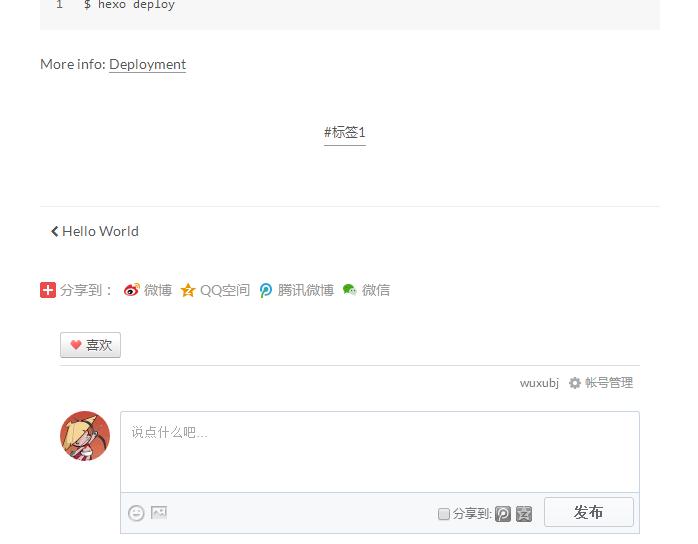 1 $ hexo deploy
More info: Deployment
#标签1
Hello World
分享到： 微博 QQ空间 腾讯微博 微信
喜欢
wuxubj 帐号管理
说点什么吧...
分享到: 发布